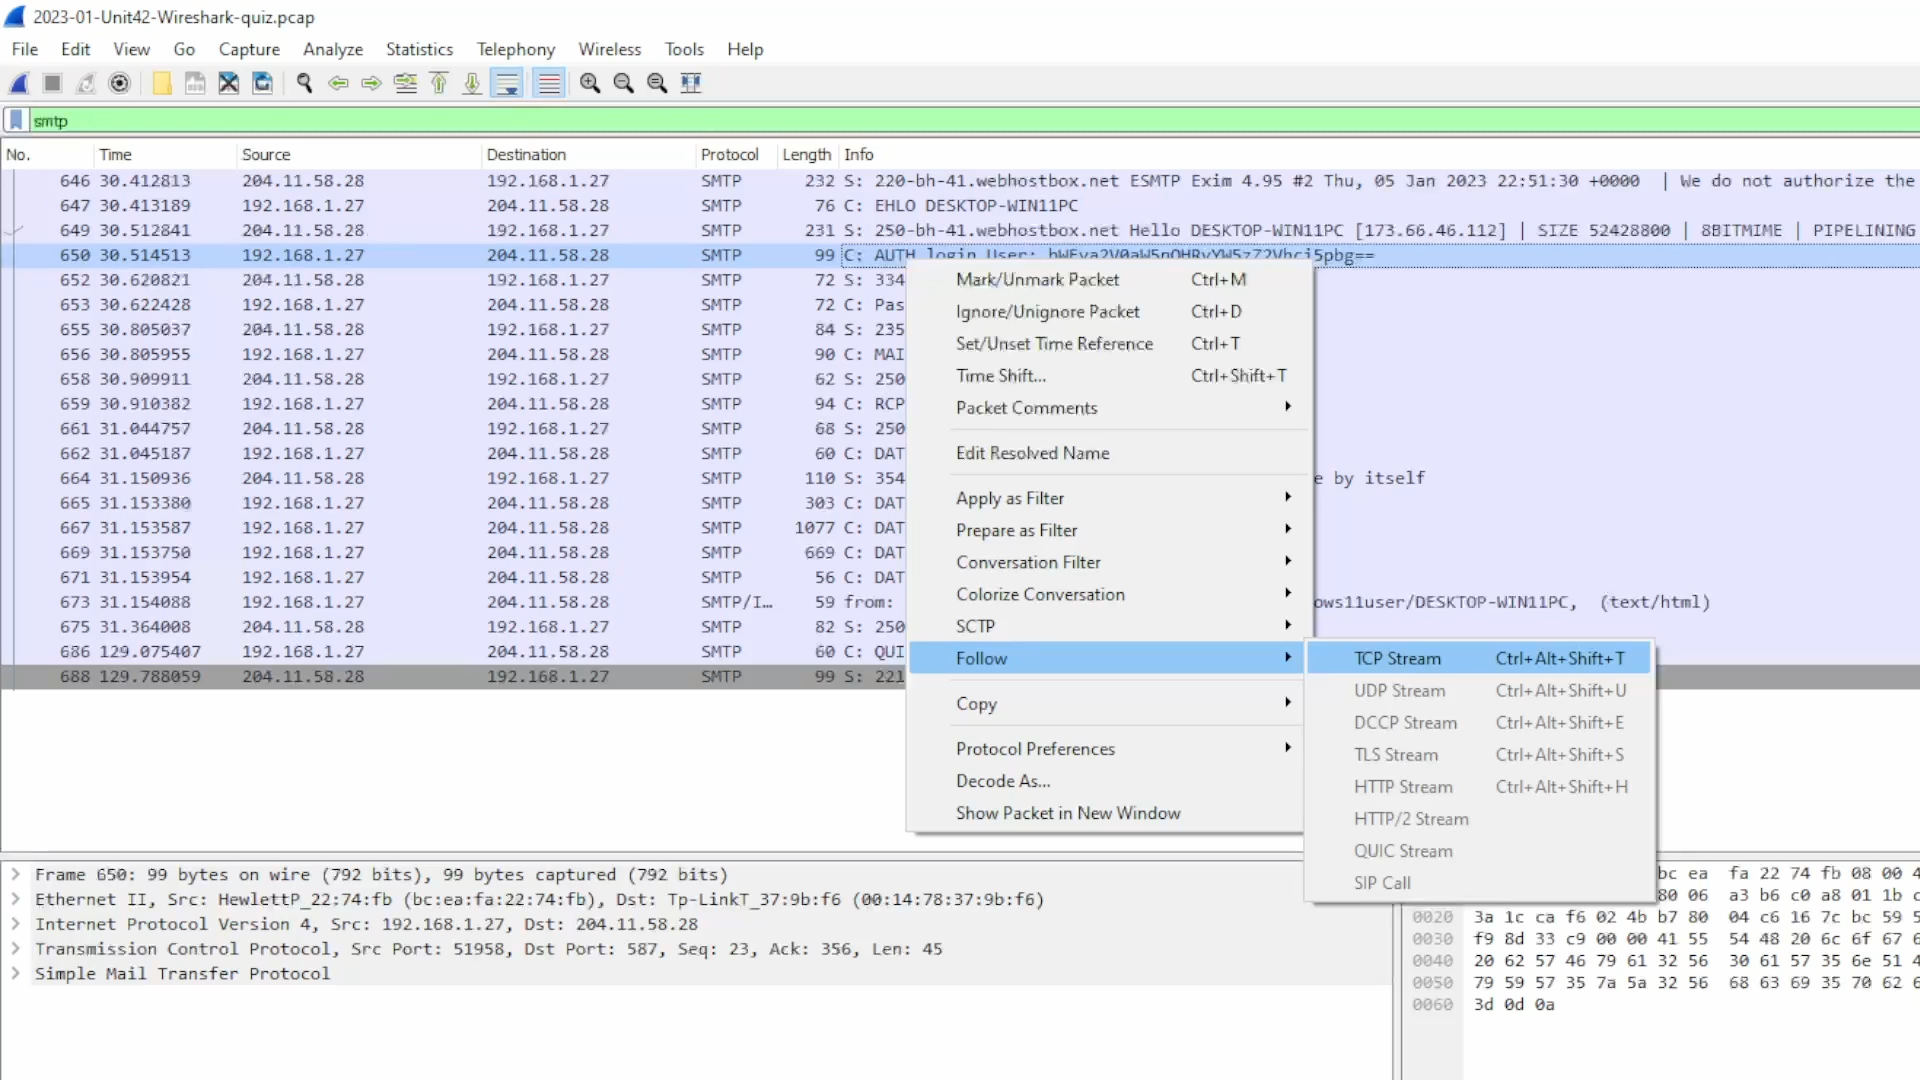 2023-01-Unit42-Wireshark-quiz.pcap
File Edit View Go Capture Analyze Statistics Telephony Wireless Tools Help
smtp
No. Time Source Destination Protocol Length Info
646 30.412813 204.11.58.28 192.168.1.27 SMTP 232 S: 220-bh-41.webhostbox.net ESMTP Exim 4.95 #2 Thu, 05 Jan 2023 22:51:30 +0000 | We do not authorize the
647 30.413189 192.168.1.27 204.11.58.28 SMTP 76 C: EHLO DESKTOP-WIN11PC
649 30.512841 204.11.58.28 192.168.1.27 SMTP 231 S: 250-bh-41.webhostbox.net Hello DESKTOP-WIN11PC [173.66.46.112] | SIZE 52428800 | 8BITMIME | PIPELINING
650 30.514513 192.168.1.27 204.11.58.28 SMTP 99 C: AUTH login User:
652 30.620821 204.11.58.28 192.168.1.27 SMTP 72 S: 334
653 30.622428 192.168.1.27 204.11.58.28 SMTP 72 C: Pas
655 30.805037 204.11.58.28 192.168.1.27 SMTP 84 S: 235
656 30.805955 192.168.1.27 204.11.58.28 SMTP 90 C: MAI
658 30.909911 204.11.58.28 192.168.1.27 SMTP 62 S: 250
659 30.910382 192.168.1.27 204.11.58.28 SMTP 94 C: RCP
661 31.044757 204.11.58.28 192.168.1.27 SMTP 68 S: 250
662 31.045187 192.168.1.27 204.11.58.28 SMTP 60 C: DAT
664 31.150936 204.11.58.28 192.168.1.27 SMTP 110 S: 354 e by itself
665 31.153380 192.168.1.27 204.11.58.28 SMTP 303 C: DAT
667 31.153587 192.168.1.27 204.11.58.28 SMTP 1077 C: DAT
669 31.153750 192.168.1.27 204.11.58.28 SMTP 669 C: DAT
671 31.153954 192.168.1.27 204.11.58.28 SMTP 56 C: DAT
673 31.154088 192.168.1.27 204.11.58.28 SMTP/I… 59 from: ows11user/DESKTOP-WIN11PC, (text/html)
675 31.364008 204.11.58.28 192.168.1.27 SMTP 82 S: 250
686 129.075407 192.168.1.27 204.11.58.28 SMTP 60 C: QUI
688 129.788059 204.11.58.28 192.168.1.27 SMTP 99 S: 221
Mark/Unmark Packet Ctrl+M
Ignore/Unignore Packet Ctrl+D
Set/Unset Time Reference Ctrl+T
Time Shift... Ctrl+Shift+T
Packet Comments
Edit Resolved Name
Apply as Filter
Prepare as Filter
Conversation Filter
Colorize Conversation
SCTP
Follow
Copy
Protocol Preferences
Decode As...
Show Packet in New Window
TCP Stream Ctrl+Alt+Shift+T
UDP Stream Ctrl+Alt+Shift+U
DCCP Stream Ctrl+Alt+Shift+E
TLS Stream Ctrl+Alt+Shift+S
HTTP Stream Ctrl+Alt+Shift+H
HTTP/2 Stream
QUIC Stream
SIP Call
Frame 650: 99 bytes on wire (792 bits), 99 bytes captured (792 bits)
Ethernet II, Src: HewlettP_22:74:fb (bc:ea:fa:22:74:fb), Dst: Tp-LinkT_37:9b:f6 (00:14:78:37:9b:f6)
Internet Protocol Version 4, Src: 192.168.1.27, Dst: 204.11.58.28
Transmission Control Protocol, Src Port: 51958, Dst Port: 587, Seq: 23, Ack: 356, Len: 45
Simple Mail Transfer Protocol
bc ea fa 22 74 fb 08 00 4
80 06 a3 b6 c0 a8 01 1b c
0020 3a 1c ca f6 02 4b b7 80 04 c6 16 7c bc 59 5
0030 f9 8d 33 c9 00 00 41 55 54 48 20 6c 6f 67 6
0040 20 62 57 46 79 61 32 56 30 61 57 35 6e 51 4
0050 79 59 57 35 7a 5a 32 56 68 63 69 35 70 62 6
0060 3d 0d 0a